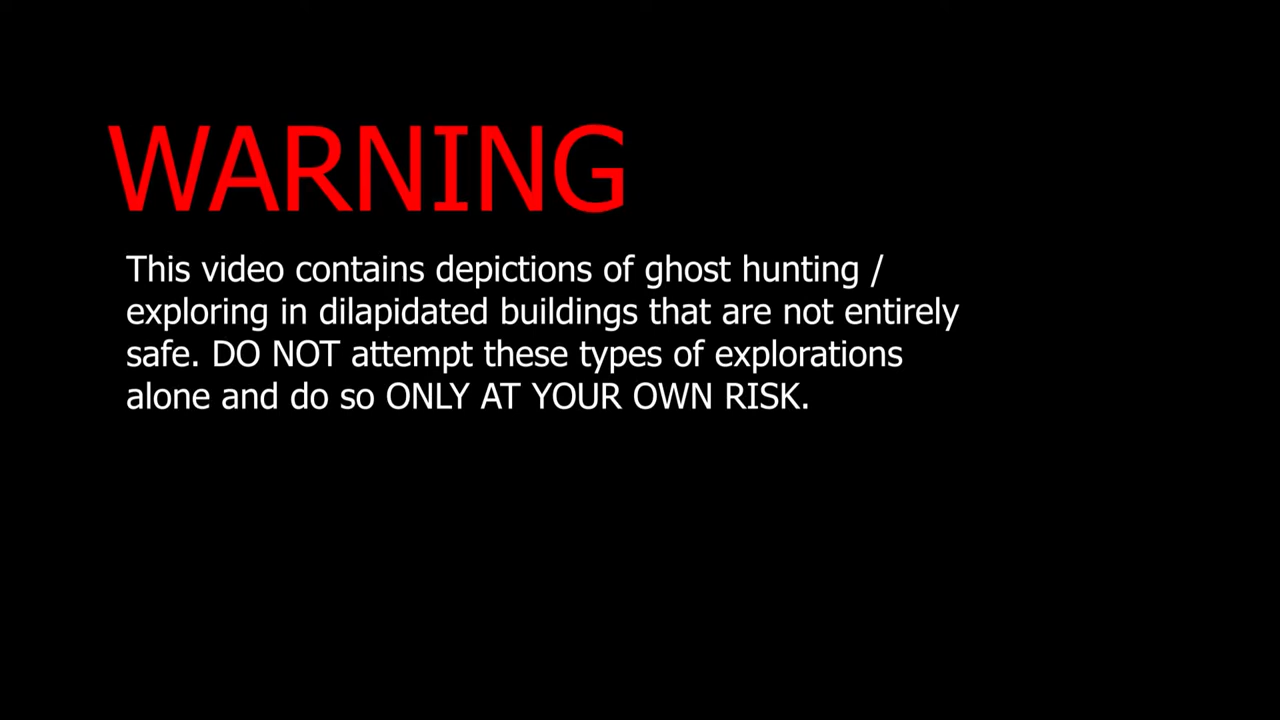 WARNING
This video contains depictions of ghost hunting /
exploring in dilapidated buildings that are not entirely
safe. DO NOT attempt these types of explorations
alone and do so ONLY AT YOUR OWN RISK.